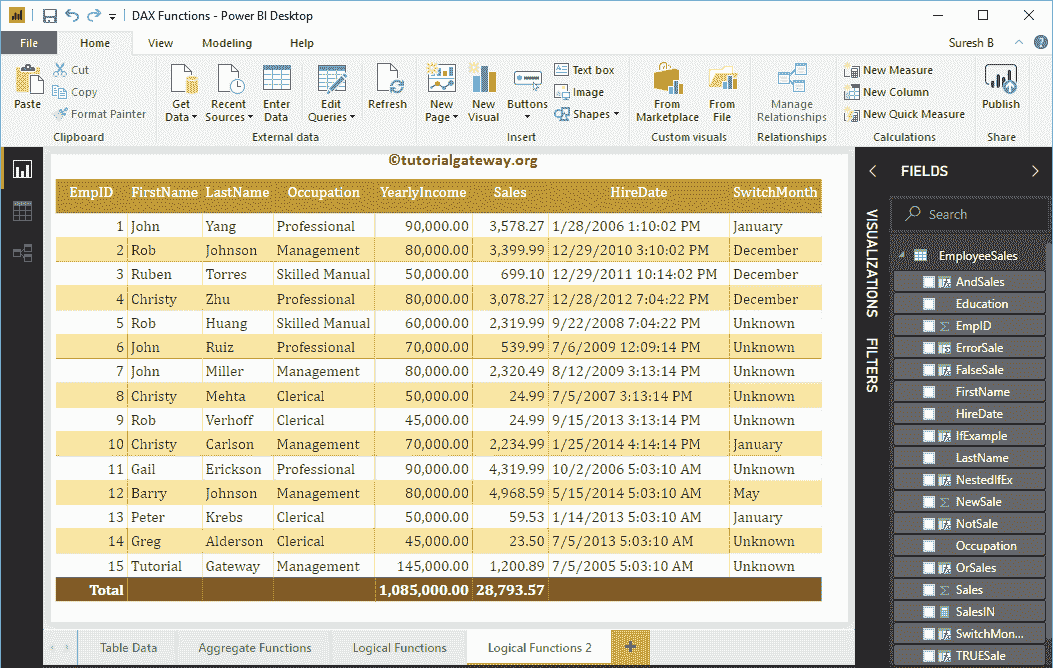 DAX Functions - Power BI Desktop
File Home View Modeling Help Suresh B
Paste Cut Copy Format Painter Clipboard
Get Data Recent Sources Enter Data Edit Queries External data
Refresh
New Page New Visual Buttons Text box Image Shapes Insert
From Marketplace From File Custom visuals
Manage Relationships Relationships
New Measure New Column New Quick Measure Calculations
Publish Share
©tutorialgateway.org
EmpID FirstName LastName Occupation YearlyIncome Sales HireDate SwitchMonth
1 John Yang Professional 90,000.00 3,578.27 1/28/2006 1:10:02 PM January
2 Rob Johnson Management 80,000.00 3,399.99 12/29/2010 3:10:02 PM December
3 Ruben Torres Skilled Manual 50,000.00 699.10 12/29/2011 10:14:02 PM December
4 Christy Zhu Professional 80,000.00 3,078.27 12/28/2012 7:04:22 PM December
5 Rob Huang Skilled Manual 60,000.00 2,319.99 9/22/2008 7:04:22 PM Unknown
6 John Ruiz Professional 70,000.00 539.99 7/6/2009 12:09:14 PM Unknown
7 John Miller Management 80,000.00 2,320.49 8/12/2009 3:13:14 PM Unknown
8 Christy Mehta Clerical 50,000.00 24.99 7/5/2007 3:13:14 PM Unknown
9 Rob Verhoff Clerical 45,000.00 24.99 9/15/2013 3:13:14 PM Unknown
10 Christy Carlson Management 70,000.00 2,234.99 1/25/2014 4:14:14 PM January
11 Gail Erickson Professional 90,000.00 4,319.99 10/2/2006 5:03:10 AM Unknown
12 Barry Johnson Management 80,000.00 4,968.59 5/15/2014 5:03:10 AM May
13 Peter Krebs Clerical 50,000.00 59.53 1/14/2013 5:03:10 AM January
14 Greg Alderson Clerical 45,000.00 23.50 7/5/2013 5:03:10 AM Unknown
15 Tutorial Gateway Management 145,000.00 1,200.89 7/5/2005 5:03:10 AM Unknown
Total 1,085,000.00 28,793.57
VISUALIZATIONS
FILTERS
FIELDS
Search
EmployeeSales
AndSales
Education
EmpID
ErrorSale
FalseSale
FirstName
HireDate
IfExample
LastName
NestedIfEx
NewSale
NotSale
Occupation
OrSales
Sales
SalesIN
SwitchMon...
TRUESale
Table Data Aggregate Functions Logical Functions Logical Functions 2 +